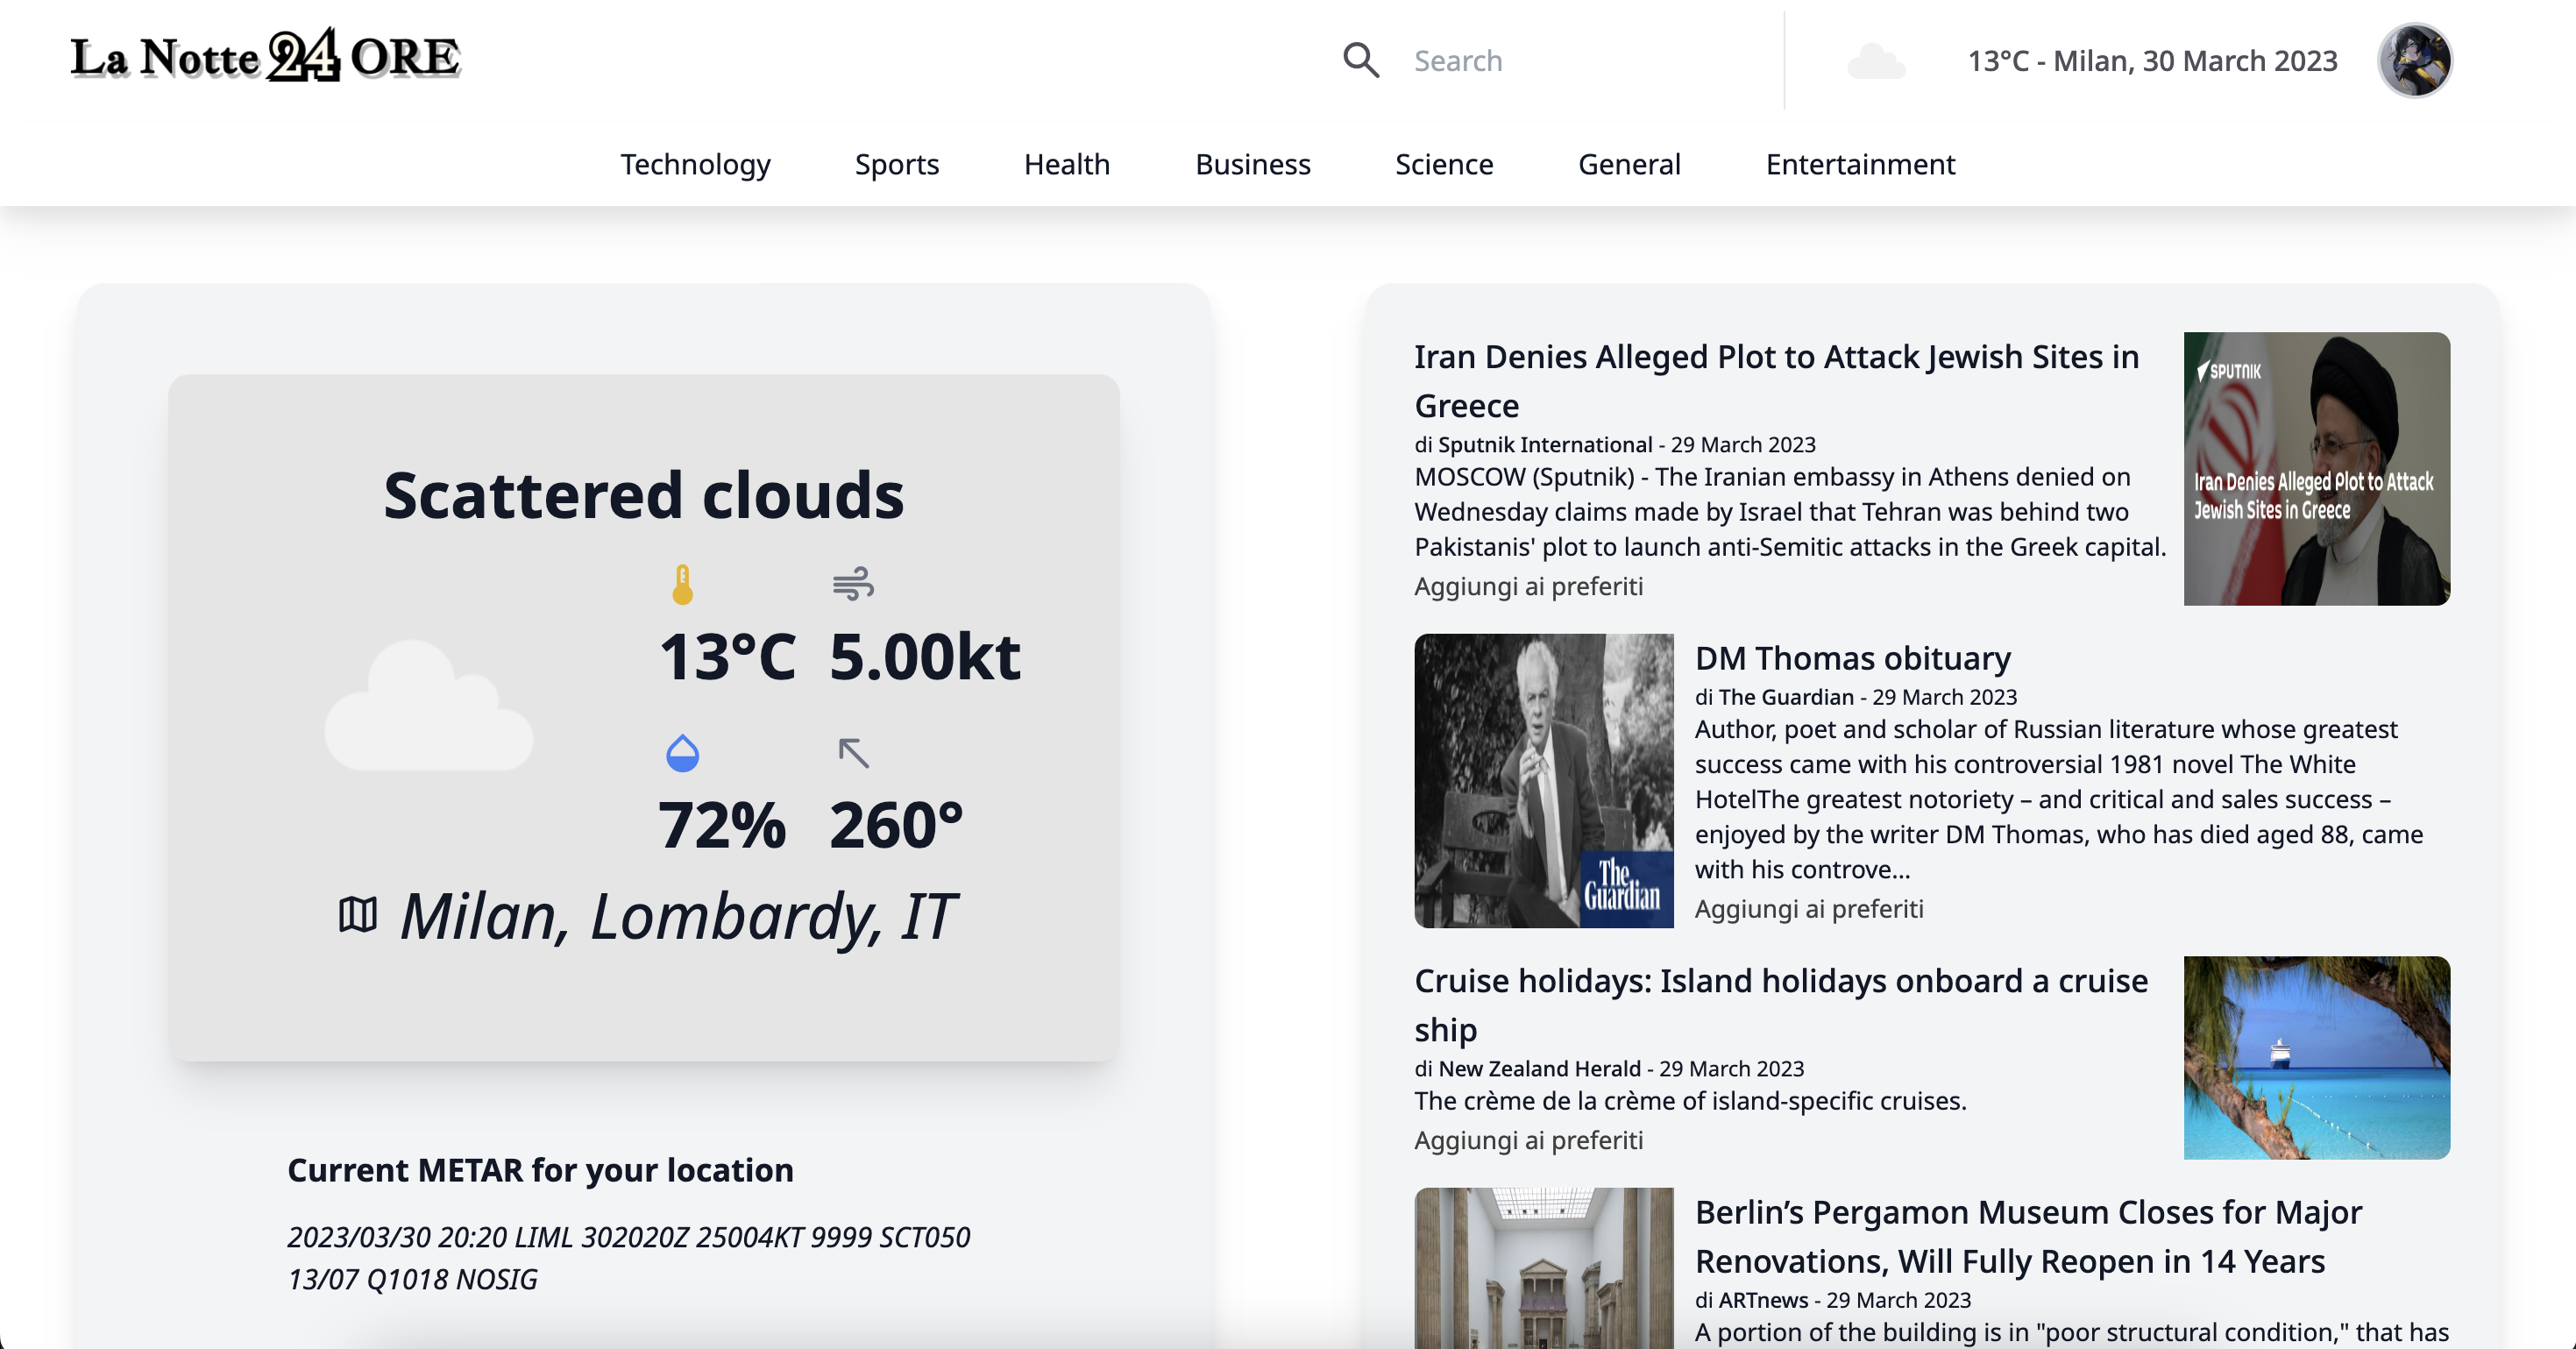 La Notte 24 ORE
Search
13°C - Milan, 30 March 2023
Technology
Sports
Health
Business
Science
General
Entertainment
Scattered clouds
13°C
5.00kt
72%
260°
Milan, Lombardy, IT
Current METAR for your location
2023/03/30 20:20 LIML 302020Z 25004KT 9999 SCT050
13/07 Q1018 NOSIG
Iran Denies Alleged Plot to Attack Jewish Sites in
Greece
di Sputnik International - 29 March 2023
MOSCOW (Sputnik) - The Iranian embassy in Athens denied on
Wednesday claims made by Israel that Tehran was behind two
Pakistanis' plot to launch anti-Semitic attacks in the Greek capital.
Aggiungi ai preferiti
SPUTNIK
Iran Denies Alleged Plot to Attack
Jewish Sites in Greece
The
Guardian
DM Thomas obituary
di The Guardian - 29 March 2023
Author, poet and scholar of Russian literature whose greatest
success came with his controversial 1981 novel The White
HotelThe greatest notoriety – and critical and sales success –
enjoyed by the writer DM Thomas, who has died aged 88, came
with his controve...
Aggiungi ai preferiti
Cruise holidays: Island holidays onboard a cruise
ship
di New Zealand Herald - 29 March 2023
The crème de la crème of island-specific cruises.
Aggiungi ai preferiti
Berlin’s Pergamon Museum Closes for Major
Renovations, Will Fully Reopen in 14 Years
di ARTnews - 29 March 2023
A portion of the building is in "poor structural condition," that has